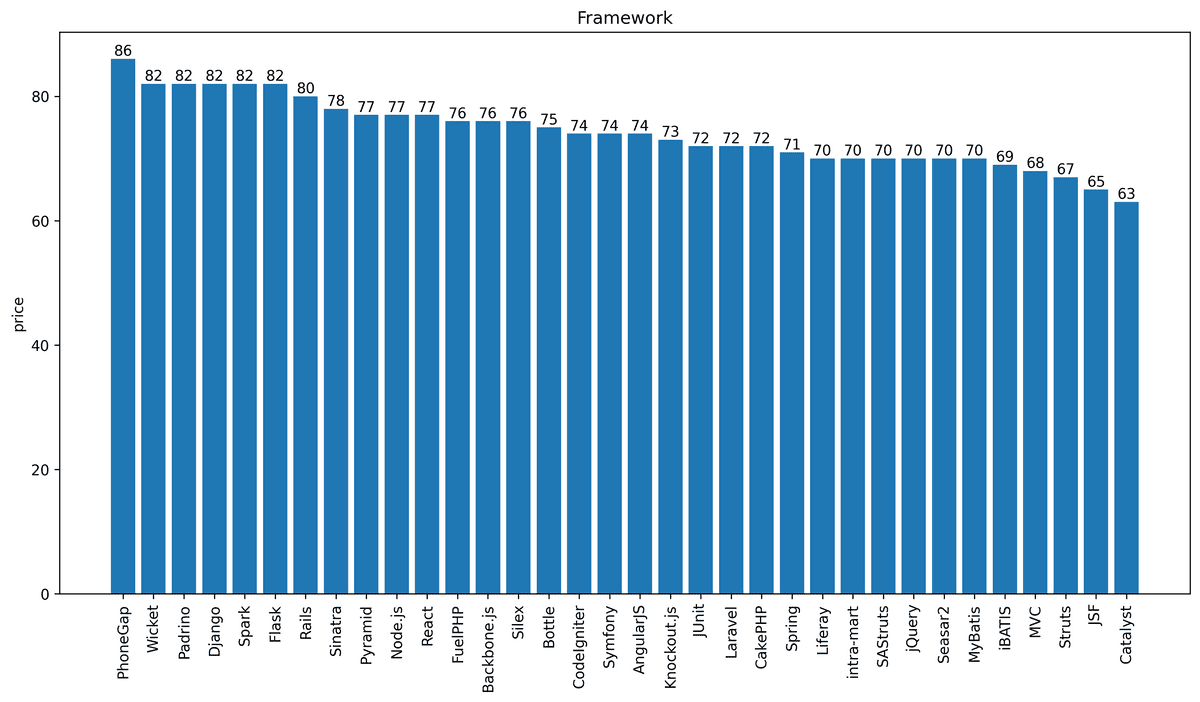 Framework
86 82 82 82 82 82 80 78 77 77 77 76 76 76 75 74 74 74 73 72 72 72 71 70 70 70 70 70 70 69 68 67 65 63
price
80
60
40
20
0
PhoneGap
Wicket
Padrino
Django
Spark
Flask
Rails
Sinatra
Pyramid
Node.js
React
FuelPHP
Backbone.js
Silex
Bottle
CodeIgniter
Symfony
AngularJS
Knockout.js
JUnit
Laravel
CakePHP
Spring
Liferay
intra-mart
SAStruts
jQuery
Seasar2
MyBatis
iBATIS
MVC
Struts
JSF
Catalyst